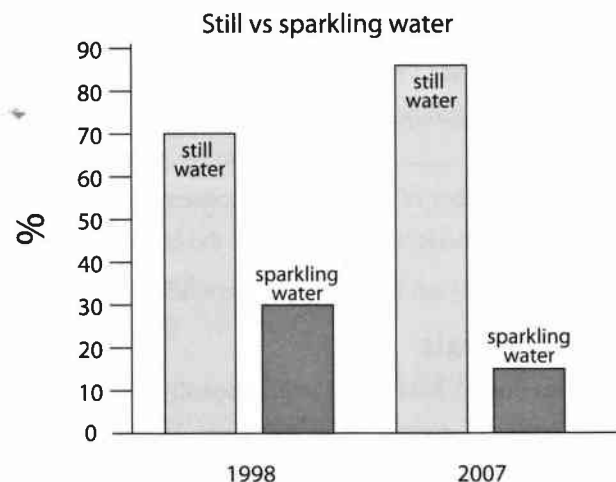 Still vs sparkling water
90
80
70
60
50
40
30
20
10
0
%
still
water
sparkling
water
still
water
sparkling
water
1998
2007